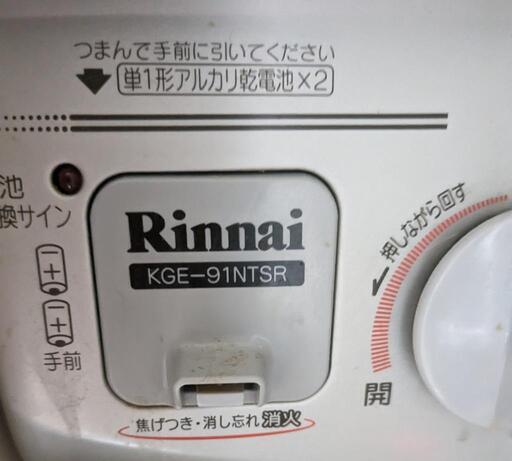 つまんで手前に引いてください
単1形アルカリ乾電池×2
池
換サイン
Rinnai
KGE-91NTSR
手前
焦げつき・消し忘れ消火
押しながら回す
開